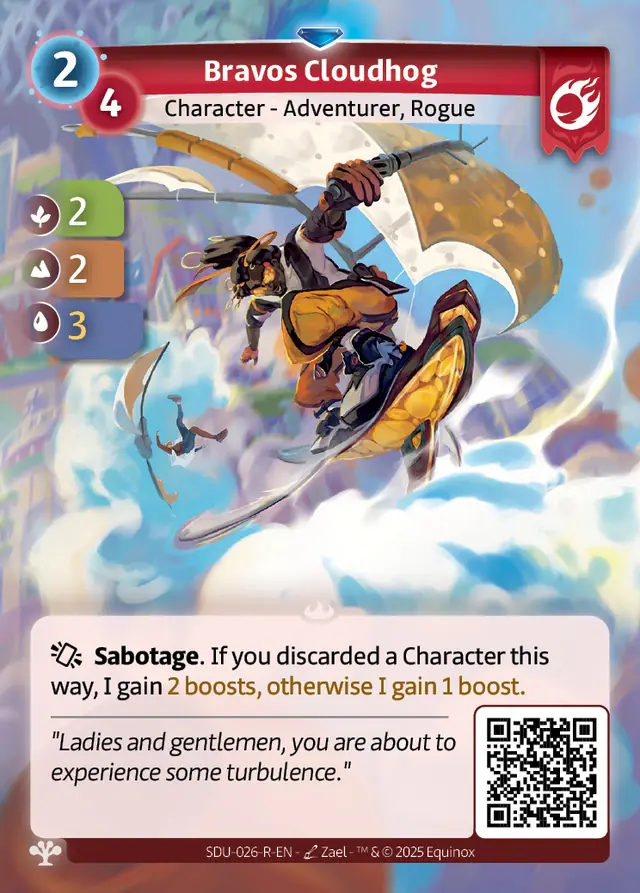 2
4
Bravos Cloudhog
Character - Adventurer, Rogue
2
2
3
Sabotage. If you discarded a Character this
way, I gain 2 boosts, otherwise I gain 1 boost.
"Ladies and gentlemen, you are about to
experience some turbulence."
SDU-026-R-EN - Zael - ™ & © 2025 Equinox